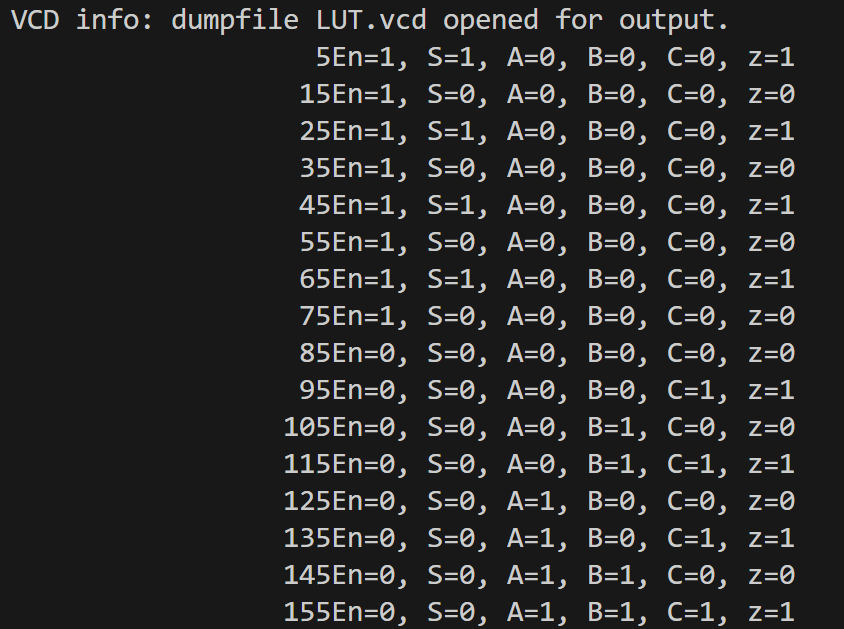 VCD info: dumpfile LUT.vcd opened for output.
5En=1, S=1, A=0, B=0, C=0, z=1
15En=1, S=0, A=0, B=0, C=0, z=0
25En=1, S=1, A=0, B=0, C=0, z=1
35En=1, S=0, A=0, B=0, C=0, z=0
45En=1, S=1, A=0, B=0, C=0, z=1
55En=1, S=0, A=0, B=0, C=0, z=0
65En=1, S=1, A=0, B=0, C=0, z=1
75En=1, S=0, A=0, B=0, C=0, z=0
85En=0, S=0, A=0, B=0, C=0, z=0
95En=0, S=0, A=0, B=0, C=1, z=1
105En=0, S=0, A=0, B=1, C=0, z=0
115En=0, S=0, A=0, B=1, C=1, z=1
125En=0, S=0, A=1, B=0, C=0, z=0
135En=0, S=0, A=1, B=0, C=1, z=1
145En=0, S=0, A=1, B=1, C=0, z=0
155En=0, S=0, A=1, B=1, C=1, z=1